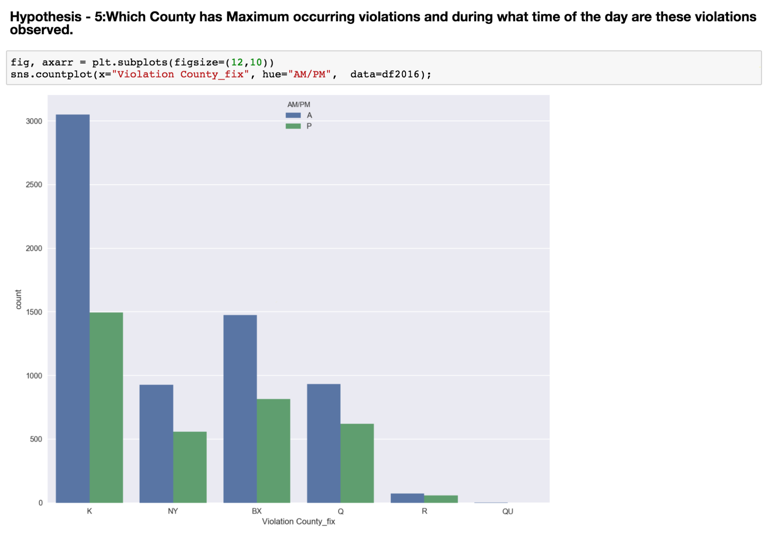 Hypothesis - 5:Which County has Maximum occurring violations and during what time of the day are these violations
observed.
fig, axarr = plt.subplots(figsize=(12,10))
sns.countplot(x="Violation County_fix", hue="AM/PM",  data=df2016);
AM/PM
A
P
3000
2500
2000
1500
1000
500
0
count
K NY BX Q R QU
Violation County_fix